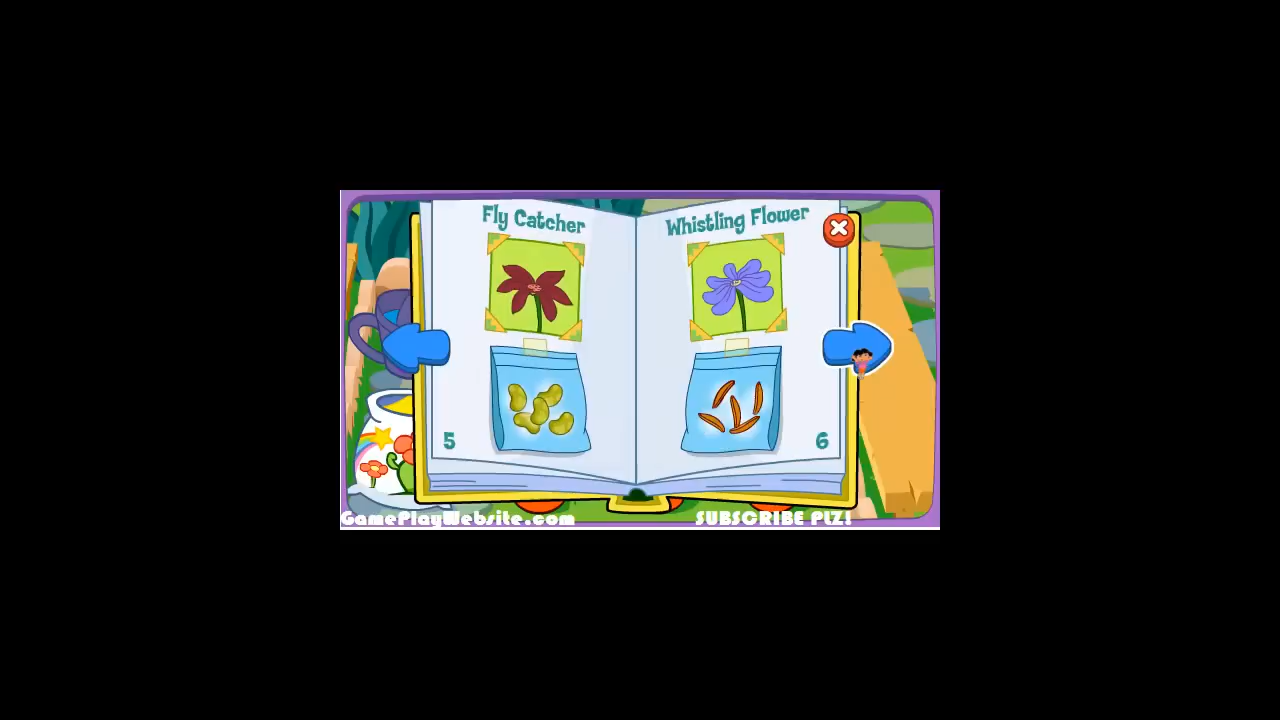 Fly Catcher
Whistling Flower
5
6
GamePlayWebsite.com
SUBSCRIBE PLZ!